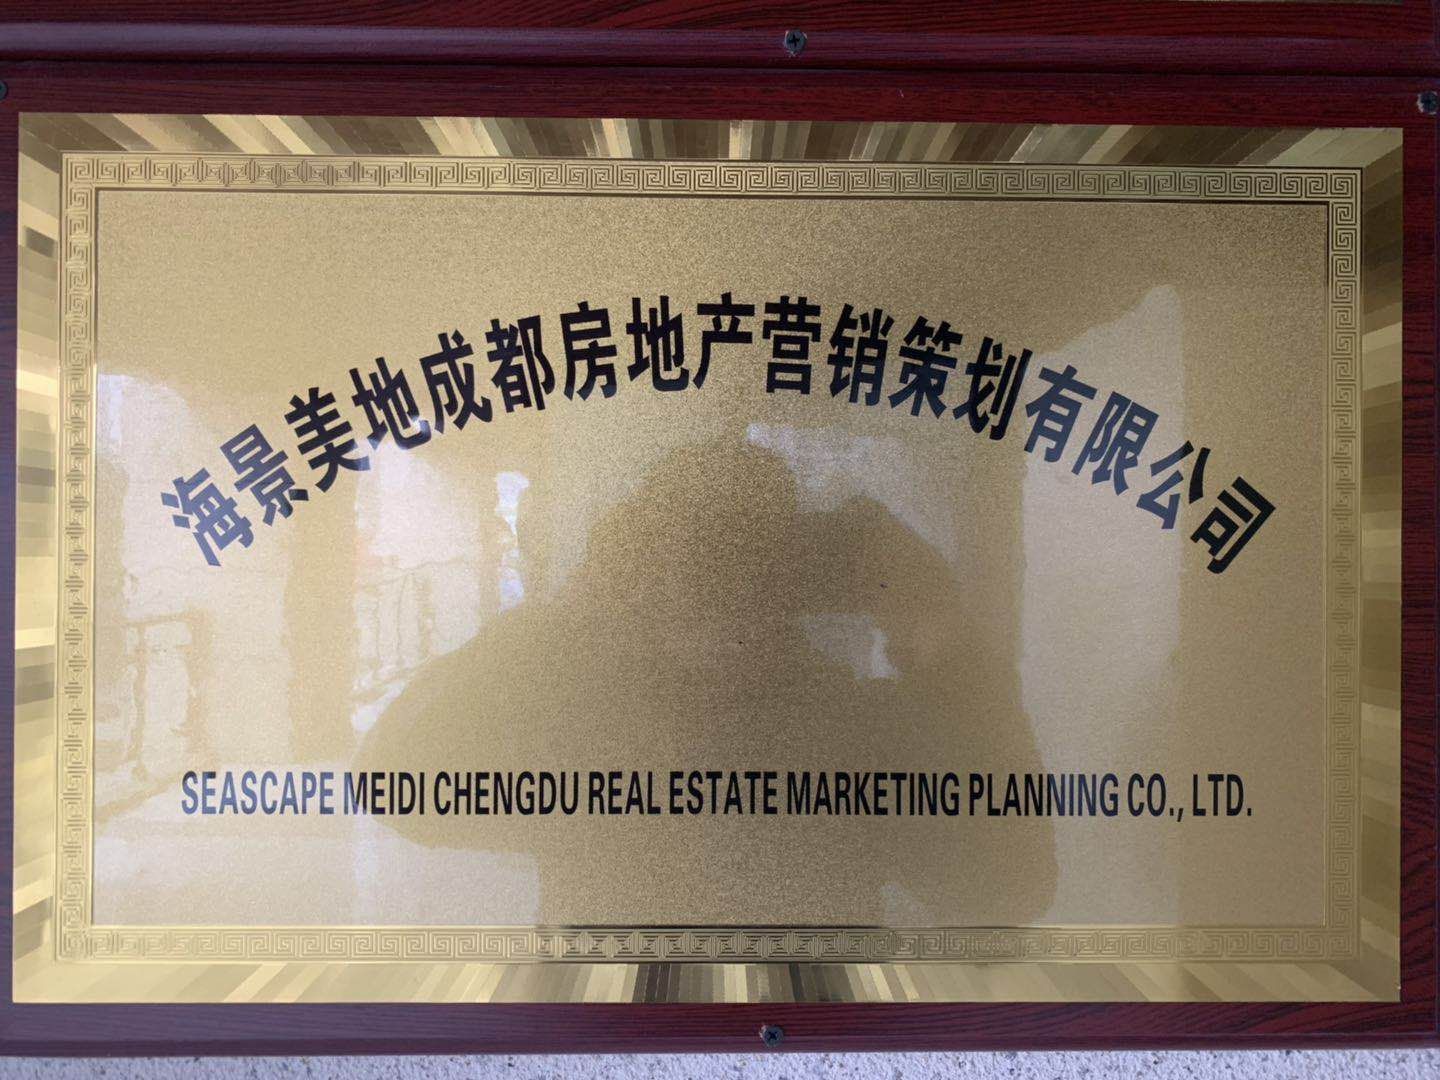 海景美地成都房地产营销策划有限公司
SEASCAPE MEIDI CHENGDU REAL ESTATE MARKETING PLANNING CO., LTD.